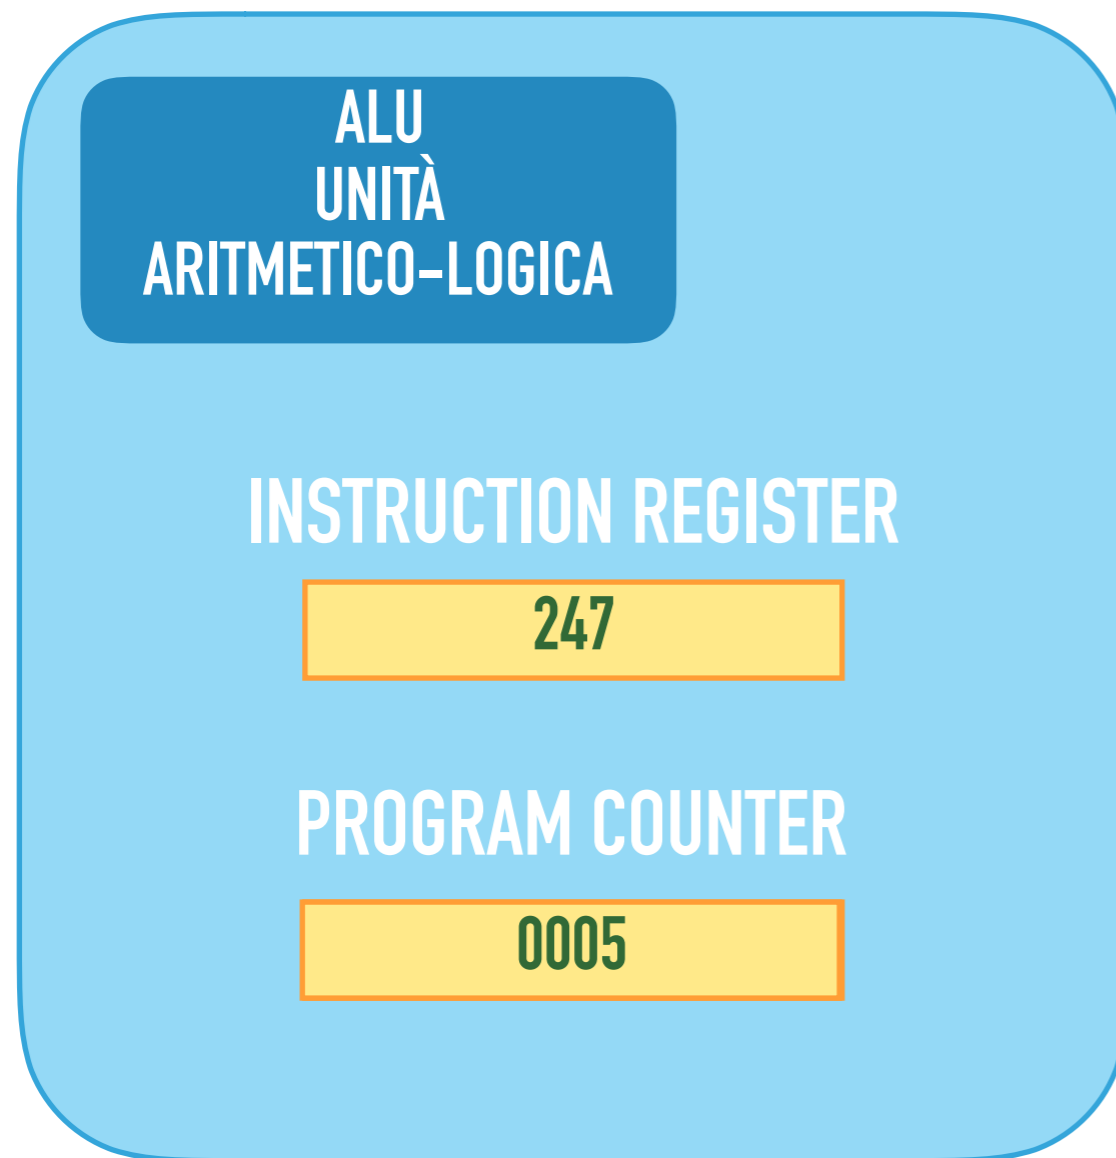 ALU
UNITÀ
ARITMETICO-LOGICA
INSTRUCTION REGISTER
247
PROGRAM COUNTER
0005